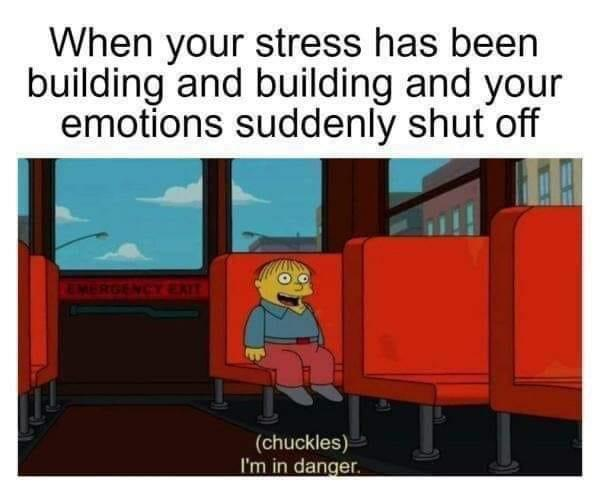 When your stress has been
building and building and your
emotions suddenly shut off
EMERGENCY EXIT
(chuckles)
I'm in danger.